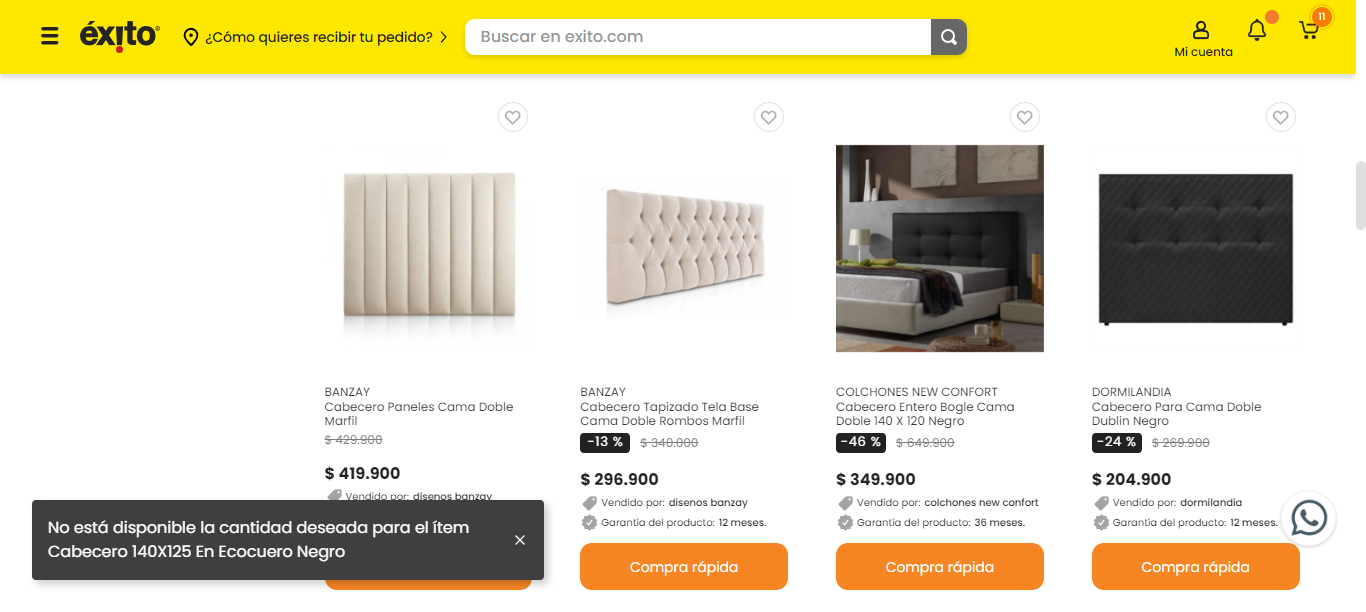 éxito
¿Cómo quieres recibir tu pedido?
Buscar en exito.com
Mi cuenta
11
BANZAY
Cabecero Paneles Cama Doble
Marfil
$ 429.900
$ 419.900
Vendido por: disenos banzay
BANZAY
Cabecero Tapizado Tela Base
Cama Doble Rombos Marfil
-13 % $ 340.000
$ 296.900
Vendido por: disenos banzay
Garantía del producto: 12 meses.
Compra rápida
COLCHONES NEW CONFORT
Cabecero Entero Bogle Cama
Doble 140 X 120 Negro
-46 % $ 649.900
$ 349.900
Vendido por: colchones new confort
Garantía del producto: 36 meses.
Compra rápida
DORMILANDIA
Cabecero Para Cama Doble
Dublín Negro
-24 % $ 269.900
$ 204.900
Vendido por: dormilandia
Garantía del producto: 12 meses.
Compra rápida
No está disponible la cantidad deseada para el ítem
Cabecero 140X125 En Ecocuero Negro